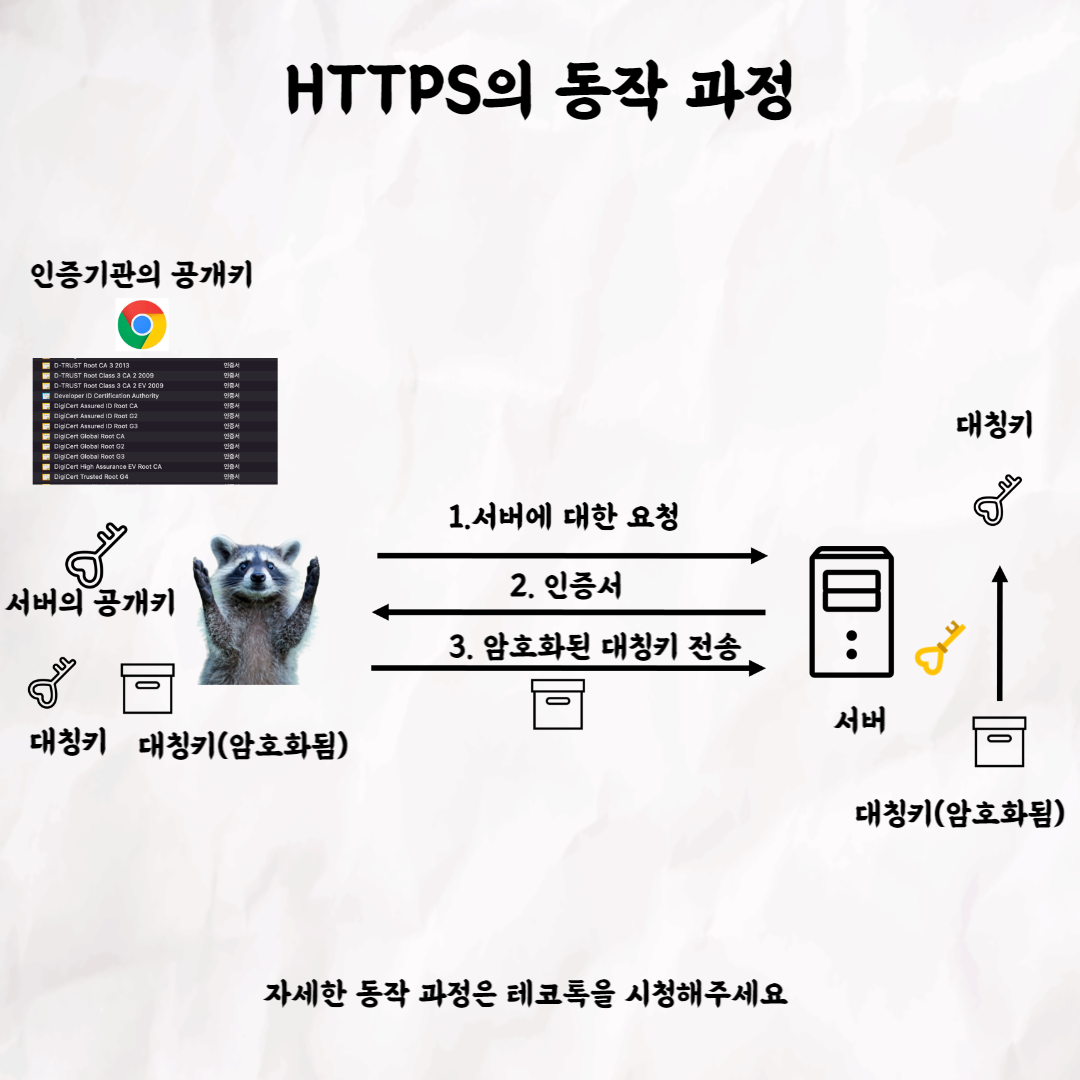 HTTPS의 동작 과정
인증기관의 공개키
D-TRUST Root CA 3 2013 인증서
D-TRUST Root Class 3 CA 2 2009 인증서
D-TRUST Root Class 3 CA 2 EV 2009 인증서
Developer ID Certification Authority 인증서
DigiCert Assured ID Root CA 인증서
DigiCert Assured ID Root G2 인증서
DigiCert Assured ID Root G3 인증서
DigiCert Global Root CA 인증서
DigiCert Global Root G2 인증서
DigiCert Global Root G3 인증서
DigiCert High Assurance EV Root CA 인증서
DigiCert Trusted Root G4 인증서
대칭키
1.서버에 대한 요청
2. 인증서
서버의 공개키
3. 암호화된 대칭키 전송
서버
대칭키
대칭키(암호화됨)
대칭키(암호화됨)
자세한 동작 과정은 테코톡을 시청해주세요